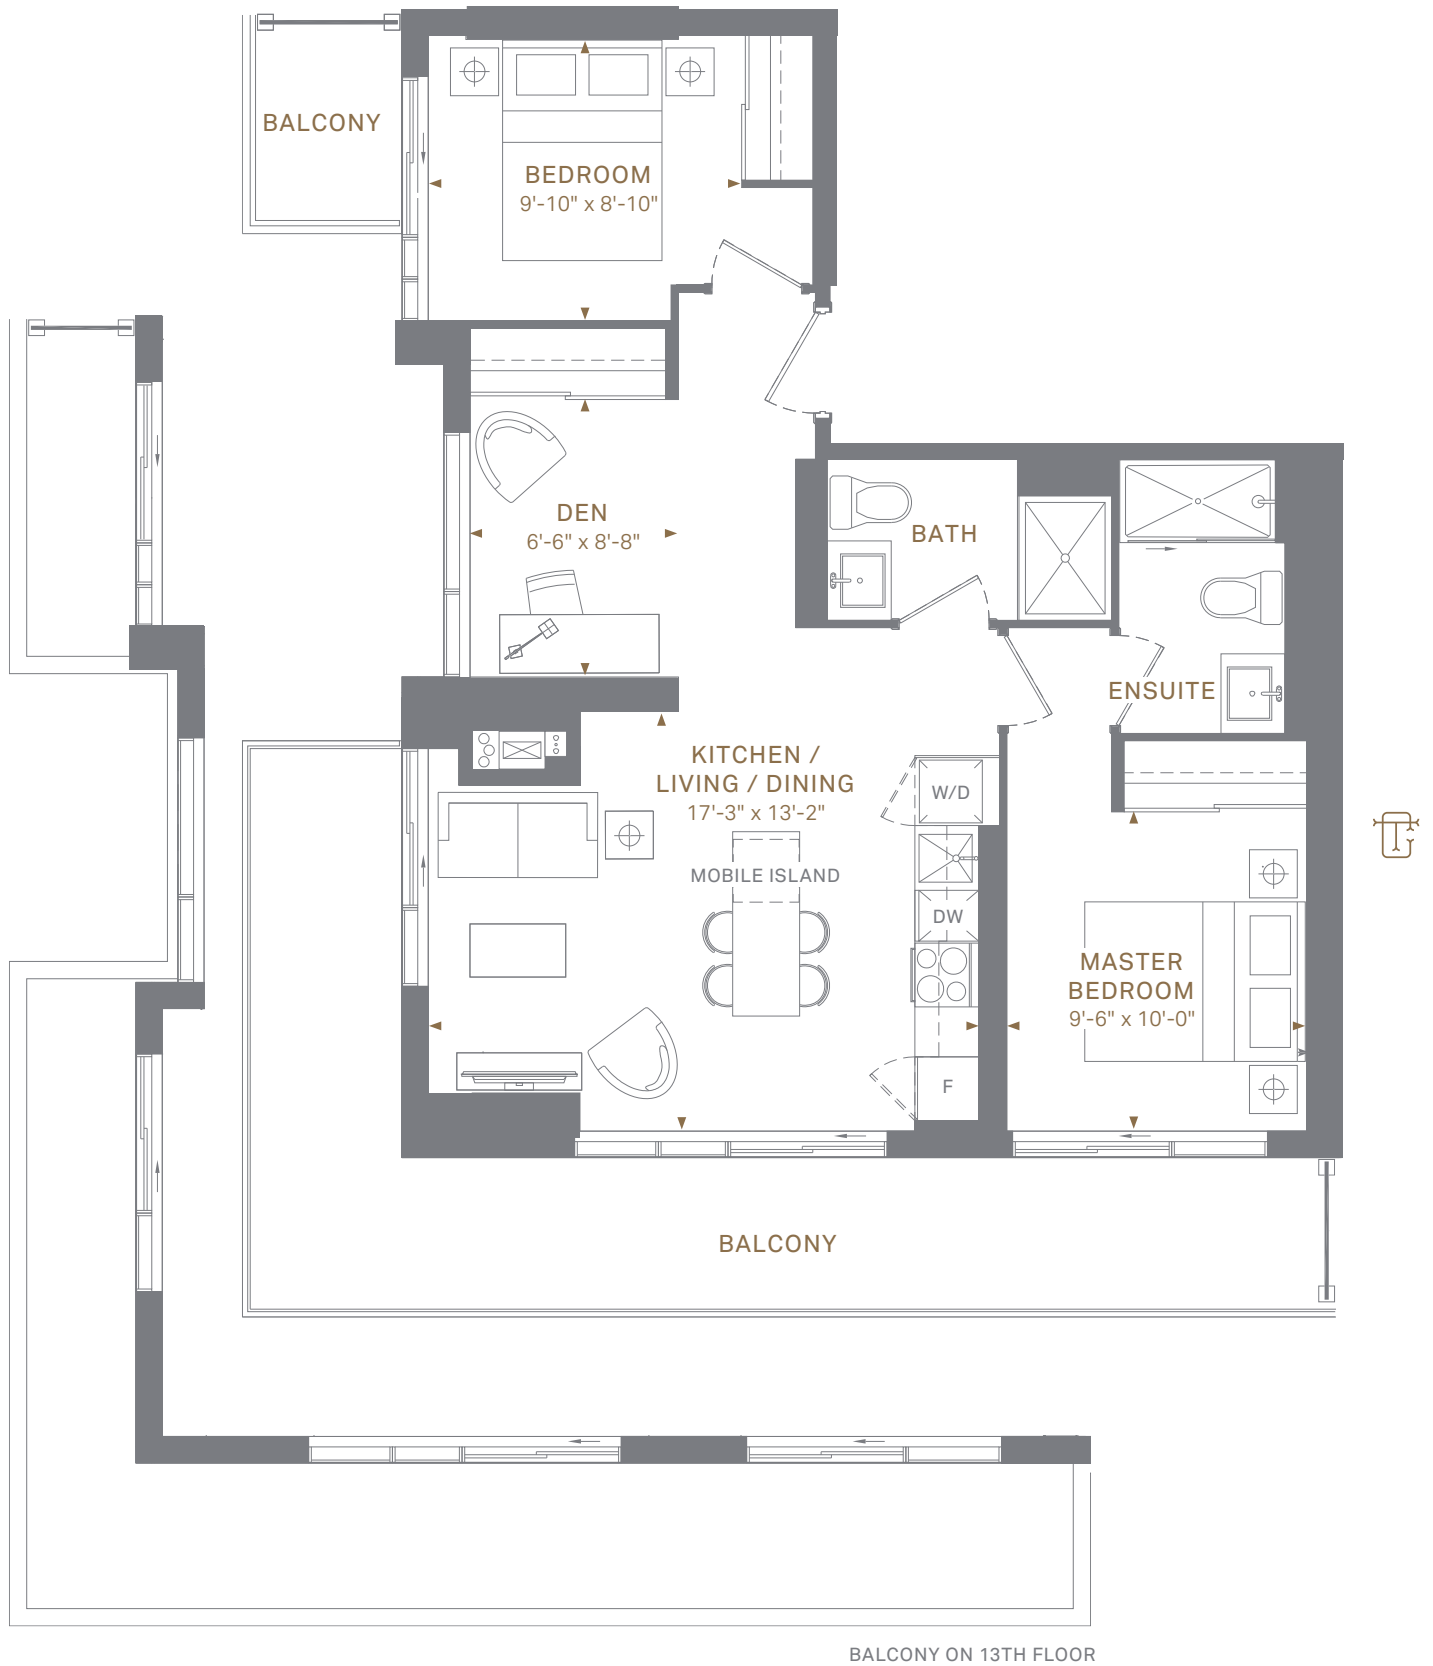 BALCONY
BEDROOM
9'-10" x 8'-10"
DEN
6'-6" x 8'-8"
BATH
ENSUITE
KITCHEN /
LIVING / DINING
17'-3" x 13'-2"
W/D
MOBILE ISLAND
DW
MASTER
BEDROOM
9'-6" x 10'-0"
F
BALCONY
BALCONY ON 13TH FLOOR